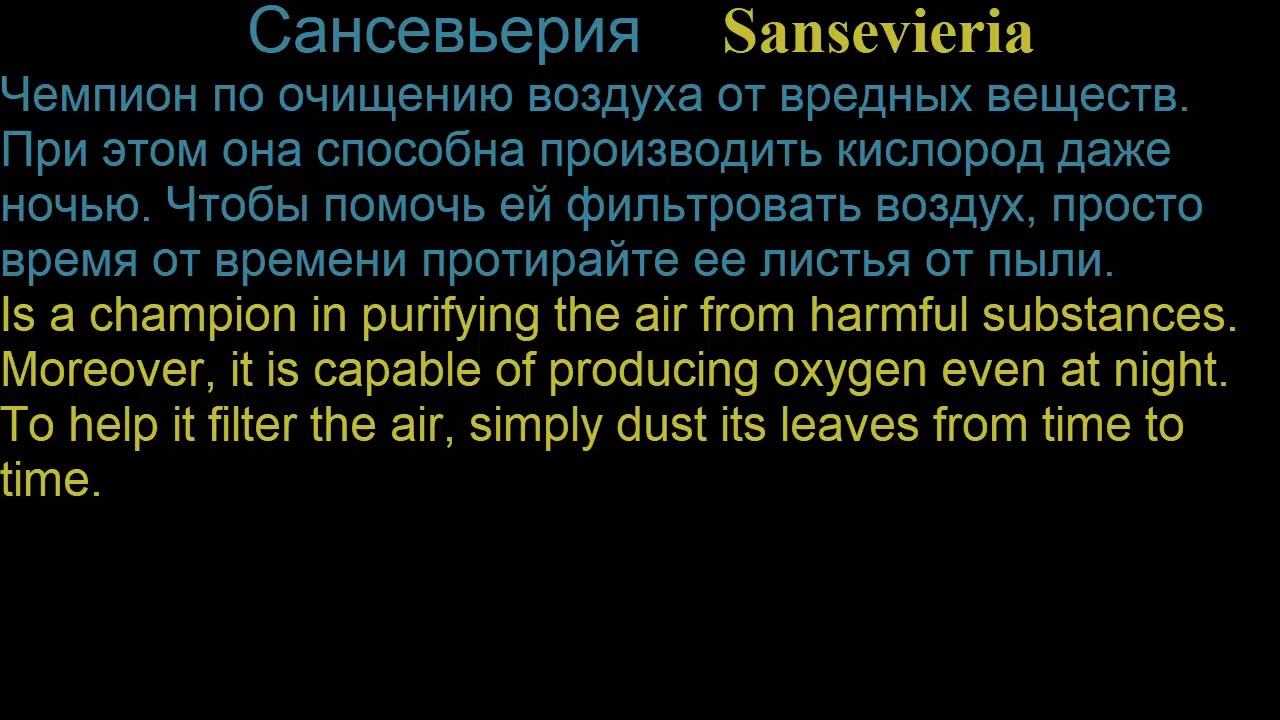 Сансевьерия Sansevieria
Чемпион по очищению воздуха от вредных веществ.
При этом она способна производить кислород даже
ночью. Чтобы помочь ей фильтровать воздух, просто
время от времени протирайте ее листья от пыли.
Is a champion in purifying the air from harmful substances.
Moreover, it is capable of producing oxygen even at night.
To help it filter the air, simply dust its leaves from time to
time.